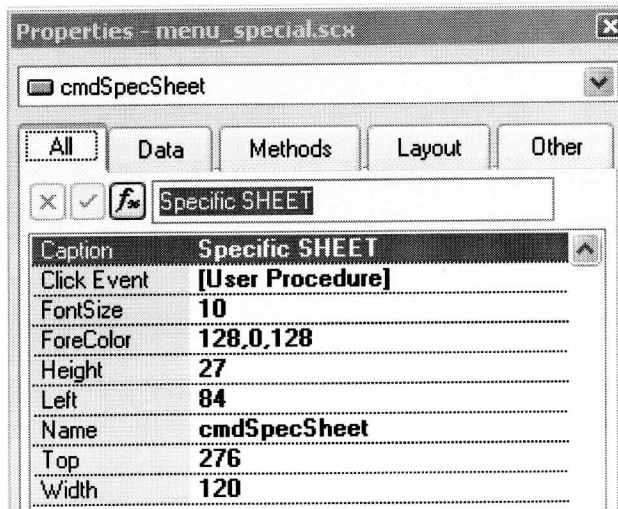 Properties - menu_special.scx
cmdSpecSheet
All Data Methods Layout Other
Specific SHEET
Caption Specific SHEET
Click Event [User Procedure]
FontSize 10
ForeColor 128,0,128
Height 27
Left 84
Name cmdSpecSheet
Top 276
Width 120